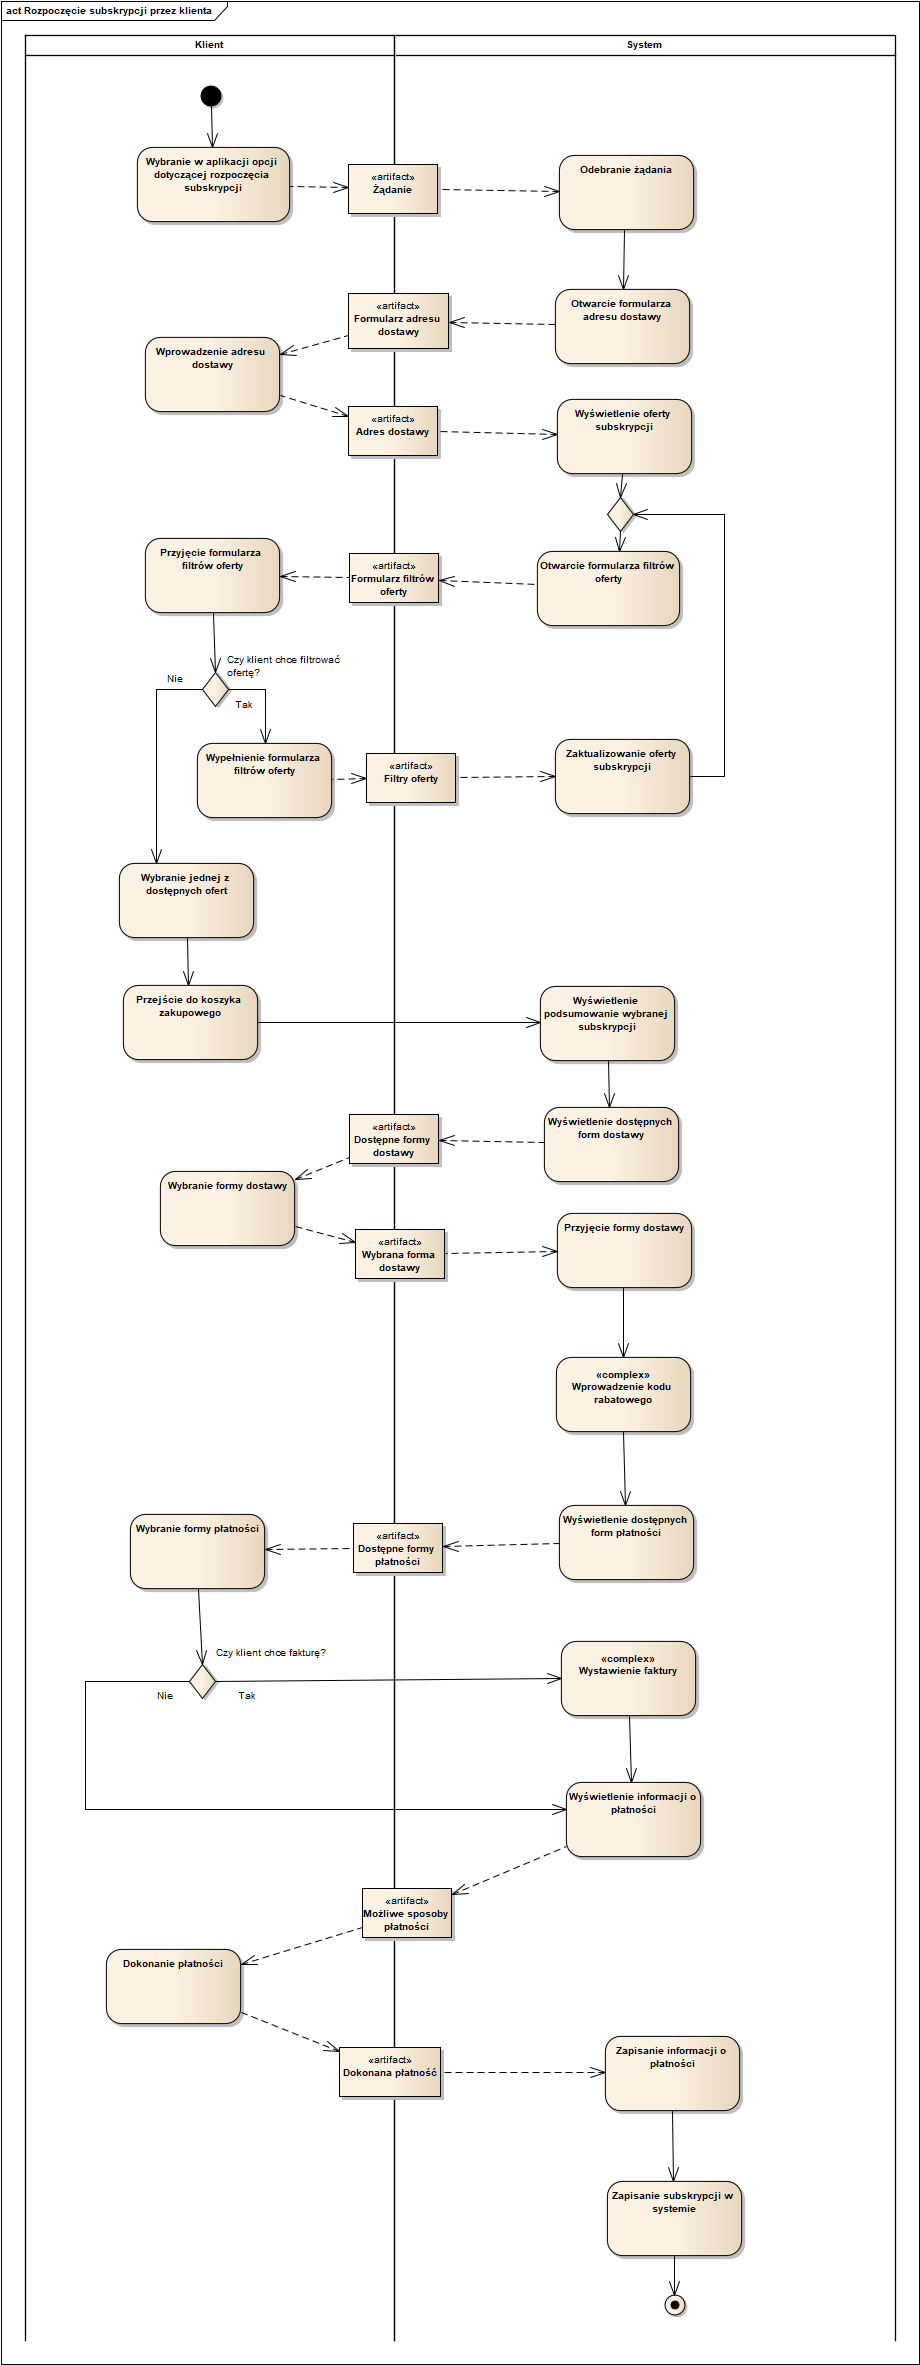 act Rozpoczęcie subskrypcji przez klienta
Klient
System
Wybranie w aplikacji opcji
dotyczącej rozpoczęcia
subskrypcji
«artifact»
Żądanie
Odebranie żądania
Otwarcie formularza
adresu dostawy
«artifact»
Formularz adresu
dostawy
Wprowadzenie adresu
dostawy
«artifact»
Adres dostawy
Wyświetlenie oferty
subskrypcji
Otwarcie formularza filtrów
oferty
«artifact»
Formularz filtrów
oferty
Przyjęcie formularza
filtrów oferty
Czy klient chce filtrować
ofertę?
Nie
Tak
Wypełnienie formularza
filtrów oferty
«artifact»
Filtry oferty
Zaktualizowanie oferty
subskrypcji
Wybranie jednej z
dostępnych ofert
Przejście do koszyka
zakupowego
Wyświetlenie
podsumowanie wybranej
subskrypcji
Wyświetlenie dostępnych
form dostawy
«artifact»
Dostępne formy
dostawy
Wybranie formy dostawy
«artifact»
Wybrana forma
dostawy
Przyjęcie formy dostawy
«complex»
Wprowadzenie kodu
rabatowego
Wyświetlenie dostępnych
form płatności
«artifact»
Dostępne formy
płatności
Wybranie formy płatności
Czy klient chce fakturę?
Nie
Tak
«complex»
Wystawienie faktury
Wyświetlenie informacji o
płatności
«artifact»
Możliwe sposoby
płatności
Dokonanie płatności
«artifact»
Dokonana płatność
Zapisanie informacji o
płatności
Zapisanie subskrypcji w
systemie